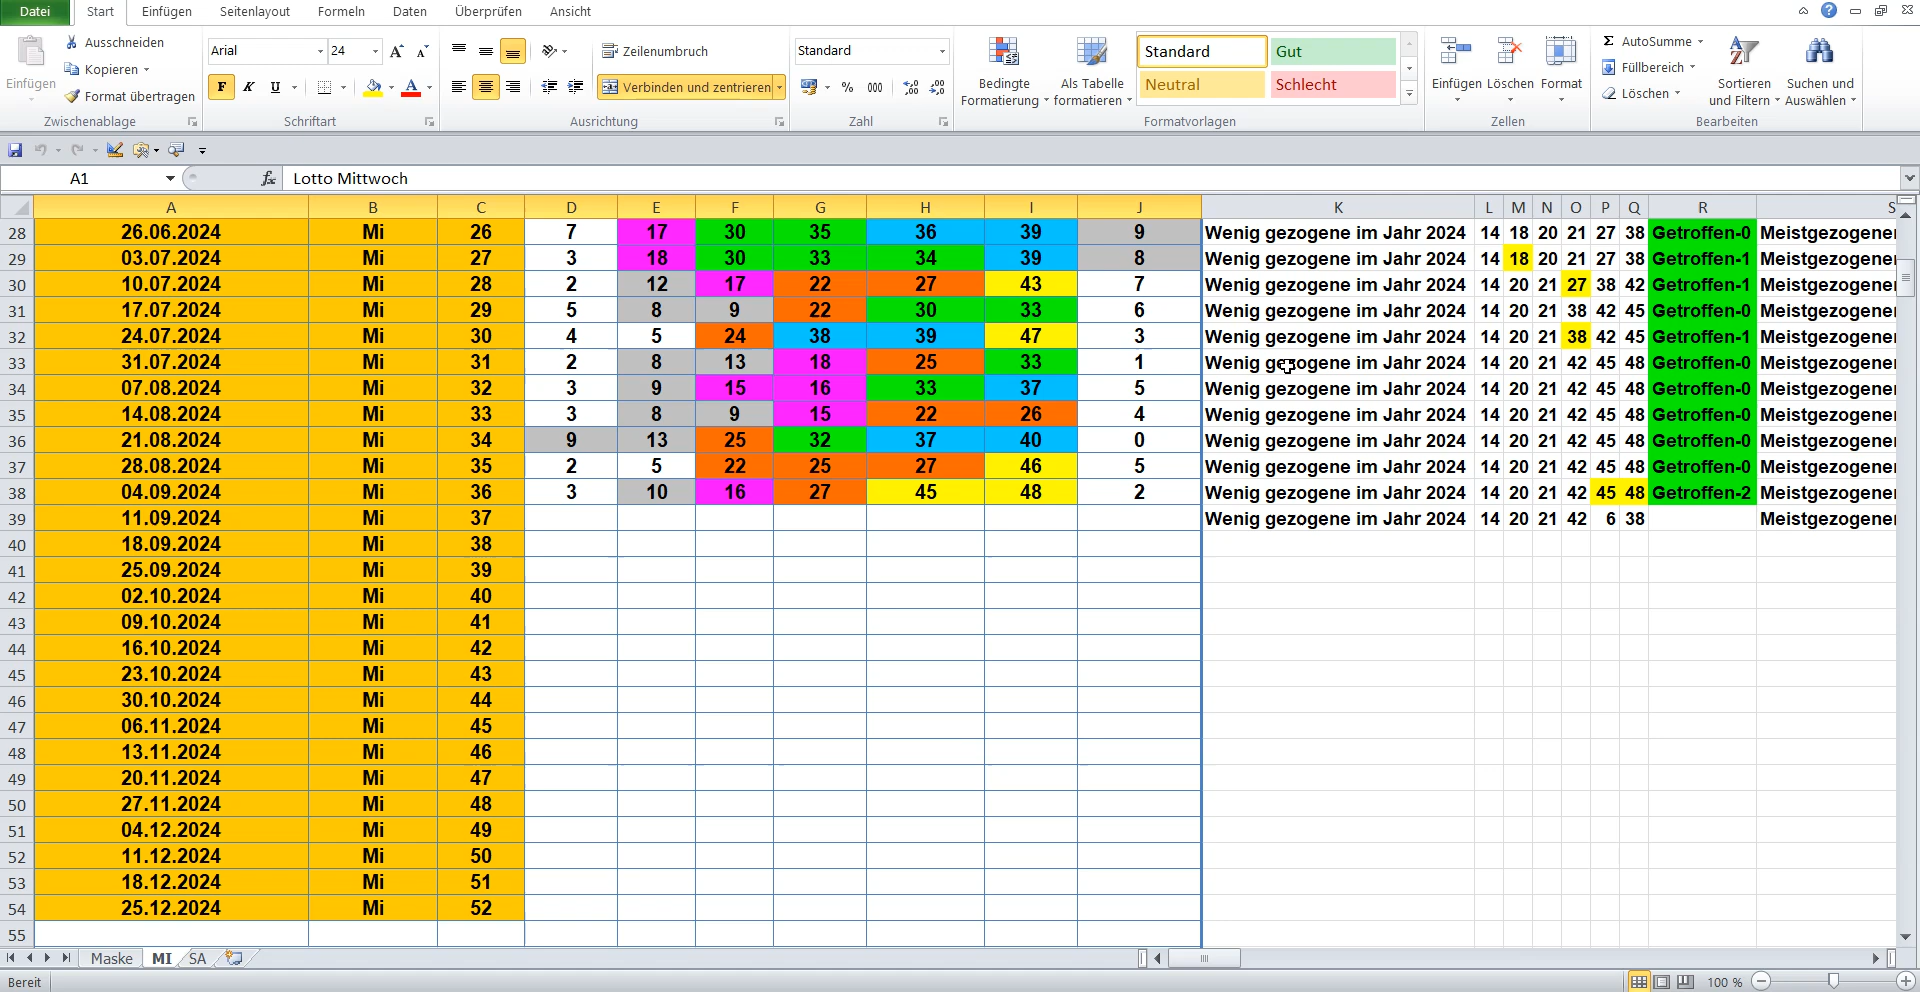 Datei Start Einfügen Seitenlayout Formeln Daten Überprüfen Ansicht
Einfügen
Ausschneiden
Kopieren
Format übertragen
Zwischenablage
Arial 24
F K U
Schriftart
Zeilenumbruch
Verbinden und zentrieren
Ausrichtung
Standard
% 000
Zahl
Bedingte Formatierung
Als Tabelle formatieren
Standard Gut
Neutral Schlecht
Formatvorlagen
Einfügen Löschen Format
Zellen
AutoSumme
Füllbereich
Löschen
Sortieren und Filtern
Suchen und Auswählen
Bearbeiten
A1 fx Lotto Mittwoch
A B C D E F G H I J K L M N O P Q R S
28 26.06.2024 Mi 26 7 17 30 35 36 39 9 Wenig gezogene im Jahr 2024 14 18 20 21 27 38 Getroffen-0 Meistgezogene
29 03.07.2024 Mi 27 3 18 30 33 34 39 8 Wenig gezogene im Jahr 2024 14 18 20 21 27 38 Getroffen-1 Meistgezogene
30 10.07.2024 Mi 28 2 12 17 22 27 43 7 Wenig gezogene im Jahr 2024 14 20 21 27 38 42 Getroffen-1 Meistgezogene
31 17.07.2024 Mi 29 5 8 9 22 30 33 6 Wenig gezogene im Jahr 2024 14 20 21 38 42 45 Getroffen-0 Meistgezogene
32 24.07.2024 Mi 30 4 5 24 38 39 47 3 Wenig gezogene im Jahr 2024 14 20 21 38 42 45 Getroffen-1 Meistgezogene
33 31.07.2024 Mi 31 2 8 13 18 25 33 1 Wenig gezogene im Jahr 2024 14 20 21 42 45 48 Getroffen-0 Meistgezogene
34 07.08.2024 Mi 32 3 9 15 16 33 37 5 Wenig gezogene im Jahr 2024 14 20 21 42 45 48 Getroffen-0 Meistgezogene
35 14.08.2024 Mi 33 3 8 9 15 22 26 4 Wenig gezogene im Jahr 2024 14 20 21 42 45 48 Getroffen-0 Meistgezogene
36 21.08.2024 Mi 34 9 13 25 32 37 40 0 Wenig gezogene im Jahr 2024 14 20 21 42 45 48 Getroffen-0 Meistgezogene
37 28.08.2024 Mi 35 2 5 22 25 27 46 5 Wenig gezogene im Jahr 2024 14 20 21 42 45 48 Getroffen-0 Meistgezogene
38 04.09.2024 Mi 36 3 10 16 27 45 48 2 Wenig gezogene im Jahr 2024 14 20 21 42 45 48 Getroffen-2 Meistgezogene
39 11.09.2024 Mi 37 Wenig gezogene im Jahr 2024 14 20 21 42 6 38 Meistgezogene
40 18.09.2024 Mi 38
41 25.09.2024 Mi 39
42 02.10.2024 Mi 40
43 09.10.2024 Mi 41
44 16.10.2024 Mi 42
45 23.10.2024 Mi 43
46 30.10.2024 Mi 44
47 06.11.2024 Mi 45
48 13.11.2024 Mi 46
49 20.11.2024 Mi 47
50 27.11.2024 Mi 48
51 04.12.2024 Mi 49
52 11.12.2024 Mi 50
53 18.12.2024 Mi 51
54 25.12.2024 Mi 52
55
Maske MI SA
Bereit 100 %